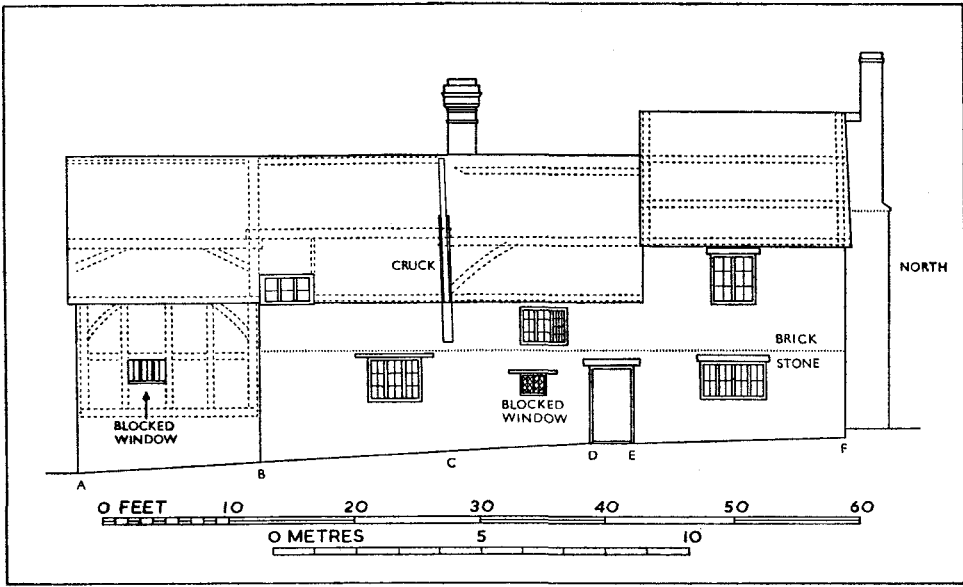 CRUCK
NORTH
BRICK
STONE
BLOCKED
WINDOW
BLOCKED
WINDOW
A
B
C
D
E
F
0 FEET 10 20 30 40 50 60
0 METRES 5 10